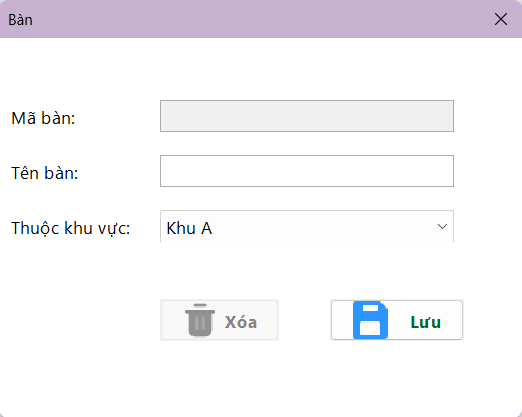 Bàn
Mã bàn:
Tên bàn:
Thuộc khu vực: Khu A
Xóa Lưu